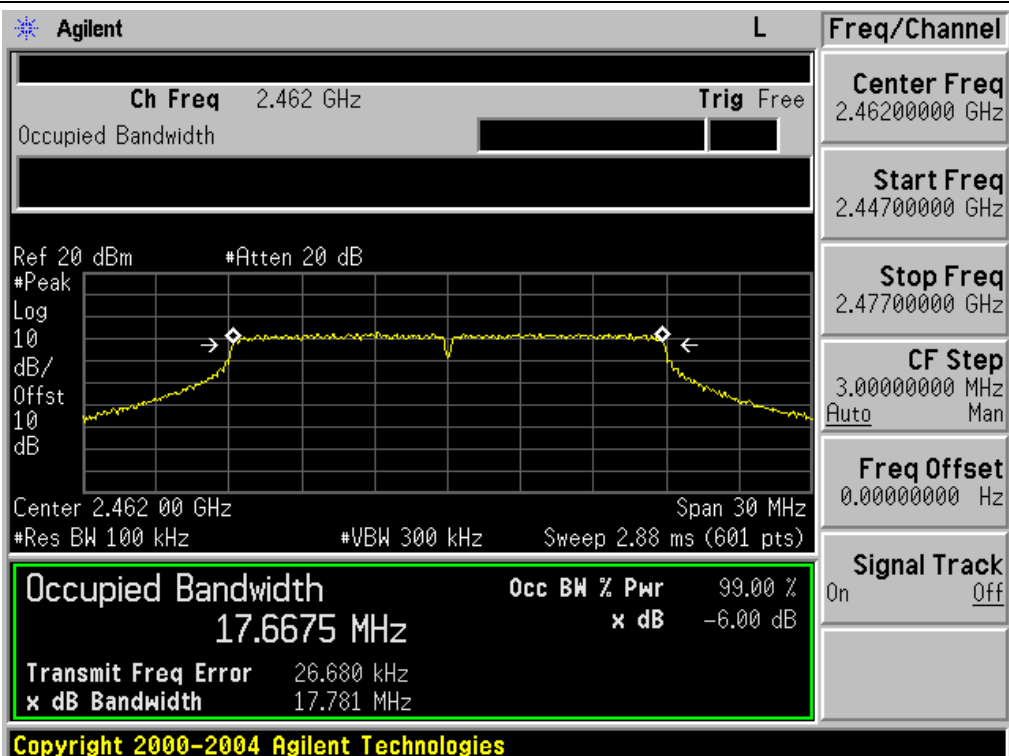 Agilent L Freq/Channel
Ch Freq 2.462 GHz Trig Free
Occupied Bandwidth
Center Freq
2.46200000 GHz
Start Freq
2.44700000 GHz
Stop Freq
2.47700000 GHz
CF Step
3.00000000 MHz
Auto Man
Freq Offset
0.00000000 Hz
Signal Track
On Off
Ref 20 dBm #Atten 20 dB
#Peak
Log
10
dB/
Offst
10
dB
Center 2.462 00 GHz Span 30 MHz
#Res BW 100 kHz #VBW 300 kHz Sweep 2.88 ms (601 pts)
Occupied Bandwidth Occ BW % Pwr 99.00 %
17.6675 MHz x dB -6.00 dB
Transmit Freq Error 26.680 kHz
x dB Bandwidth 17.781 MHz
Copyright 2000-2004 Agilent Technologies